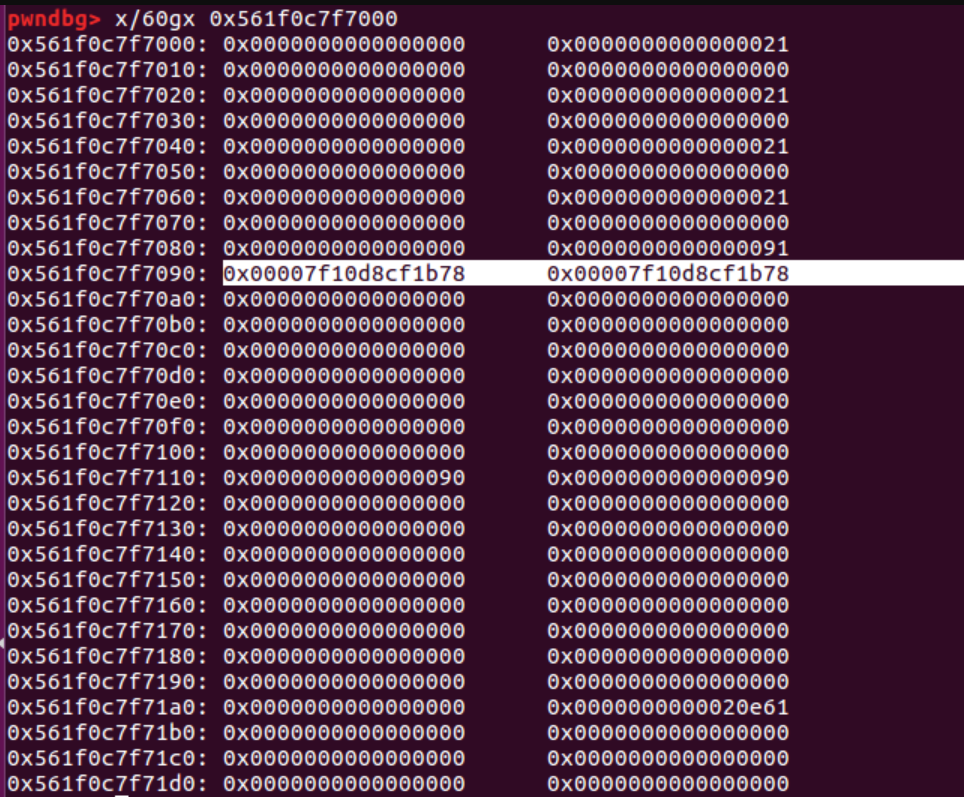 pwndbg> x/60gx 0x561f0c7f7000
0x561f0c7f7000: 0x0000000000000000 0x0000000000000021
0x561f0c7f7010: 0x0000000000000000 0x0000000000000000
0x561f0c7f7020: 0x0000000000000000 0x0000000000000021
0x561f0c7f7030: 0x0000000000000000 0x0000000000000000
0x561f0c7f7040: 0x0000000000000000 0x0000000000000021
0x561f0c7f7050: 0x0000000000000000 0x0000000000000000
0x561f0c7f7060: 0x0000000000000000 0x0000000000000021
0x561f0c7f7070: 0x0000000000000000 0x0000000000000000
0x561f0c7f7080: 0x0000000000000000 0x0000000000000091
0x561f0c7f7090: 0x00007f10d8cf1b78 0x00007f10d8cf1b78
0x561f0c7f70a0: 0x0000000000000000 0x0000000000000000
0x561f0c7f70b0: 0x0000000000000000 0x0000000000000000
0x561f0c7f70c0: 0x0000000000000000 0x0000000000000000
0x561f0c7f70d0: 0x0000000000000000 0x0000000000000000
0x561f0c7f70e0: 0x0000000000000000 0x0000000000000000
0x561f0c7f70f0: 0x0000000000000000 0x0000000000000000
0x561f0c7f7100: 0x0000000000000000 0x0000000000000000
0x561f0c7f7110: 0x0000000000000090 0x0000000000000090
0x561f0c7f7120: 0x0000000000000000 0x0000000000000000
0x561f0c7f7130: 0x0000000000000000 0x0000000000000000
0x561f0c7f7140: 0x0000000000000000 0x0000000000000000
0x561f0c7f7150: 0x0000000000000000 0x0000000000000000
0x561f0c7f7160: 0x0000000000000000 0x0000000000000000
0x561f0c7f7170: 0x0000000000000000 0x0000000000000000
0x561f0c7f7180: 0x0000000000000000 0x0000000000000000
0x561f0c7f7190: 0x0000000000000000 0x0000000000000000
0x561f0c7f71a0: 0x0000000000000000 0x0000000000020e61
0x561f0c7f71b0: 0x0000000000000000 0x0000000000000000
0x561f0c7f71c0: 0x0000000000000000 0x0000000000000000
0x561f0c7f71d0: 0x0000000000000000 0x0000000000000000